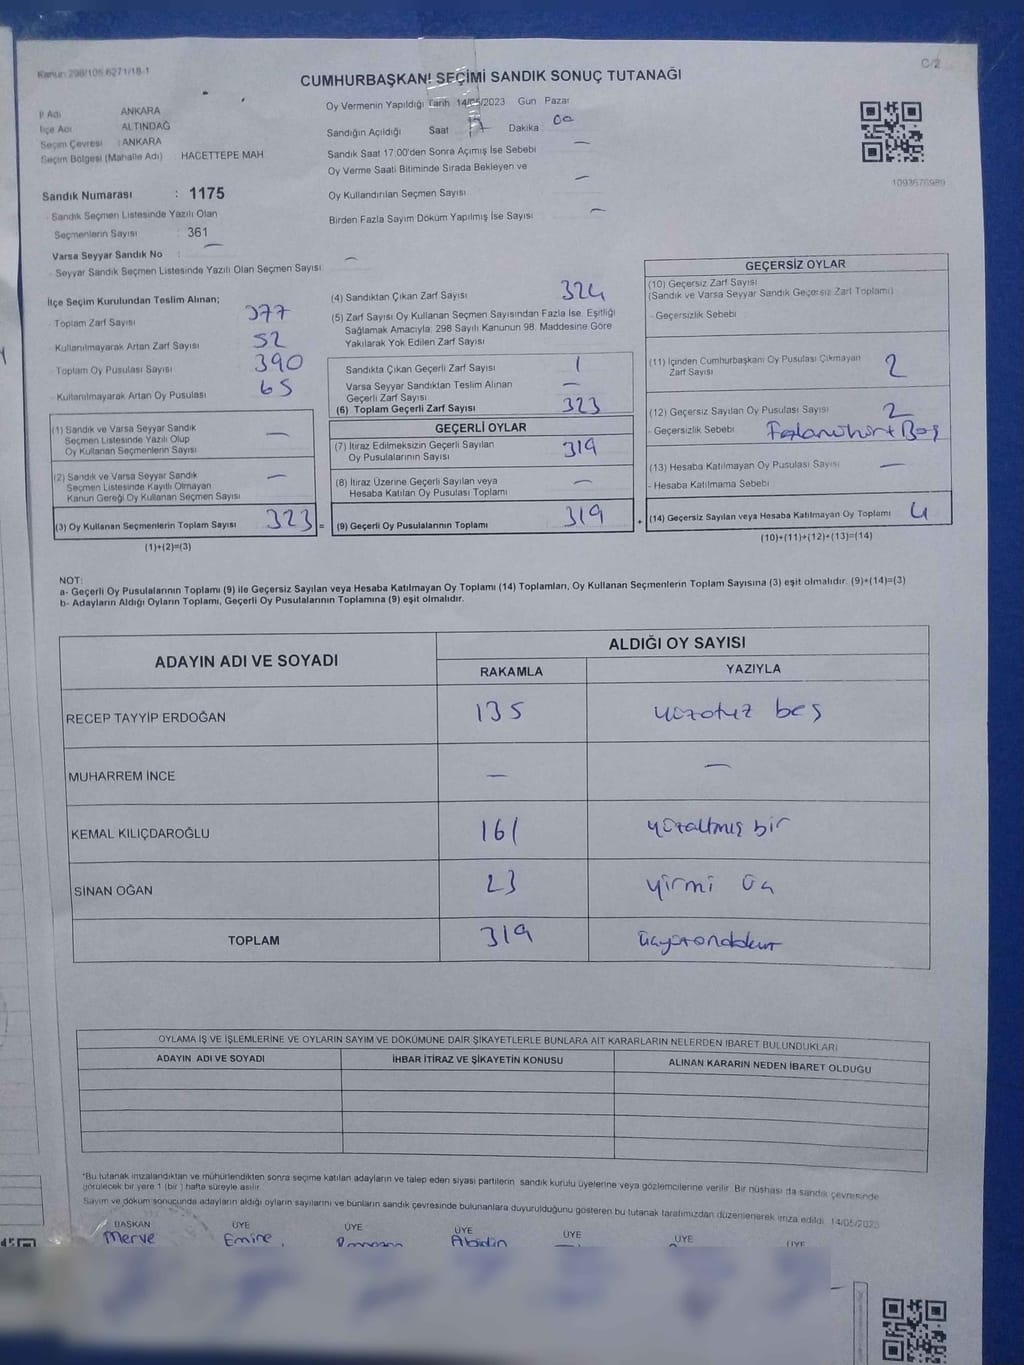 Kanun 298/105 6271/18-1
C/2
CUMHURBAŞKANI SEÇİMİ SANDIK SONUÇ TUTANAĞI
İl Adı ANKARA
İlçe Adı ALTINDAĞ
Seçim Çevresi : ANKARA
Seçim Bölgesi (Mahalle Adı) HACETTEPE MAH
Oy Vermenin Yapıldığı Tarih 14/05/2023 Gün Pazar
Sandığın Açıldığı Saat 17 Dakika 00
Sandık Saat 17:00'den Sonra Açımış İse Sebebi —
Oy Verme Saati Bitiminde Sırada Bekleyen ve
Oy Kullandırılan Seçmen Sayısı —
Birden Fazla Sayım Döküm Yapılmış İse Sayısı —
1093676989
Sandık Numarası : 1175
- Sandık Seçmen Listesinde Yazılı Olan
Seçmenlerin Sayısı : 361
Varsa Seyyar Sandık No : —
- Seyyar Sandık Seçmen Listesinde Yazılı Olan Seçmen Sayısı: —
İlçe Seçim Kurulundan Teslim Alınan;
- Toplam Zarf Sayısı 377
- Kullanılmayarak Artan Zarf Sayısı 52
- Toplam Oy Pusulası Sayısı 390
- Kullanılmayarak Artan Oy Pusulası 65
(1) Sandık ve Varsa Seyyar Sandık
Seçmen Listesinde Yazılı Olup
Oy Kullanan Seçmenlerin Sayısı —
(2) Sandık ve Varsa Seyyar Sandık
Seçmen Listesinde Kayıtlı Olmayan
Kanun Gereği Oy Kullanan Seçmen Sayısı —
(3) Oy Kullanan Seçmenlerin Toplam Sayısı 323 =
(1)+(2)=(3)
(4) Sandıktan Çıkan Zarf Sayısı 324
(5) Zarf Sayısı Oy Kullanan Seçmen Sayısından Fazla İse, Eşitliği
Sağlamak Amacıyla; 298 Sayılı Kanunun 98. Maddesine Göre
Yakılarak Yok Edilen Zarf Sayısı
Sandıkta Çıkan Geçerli Zarf Sayısı 1
Varsa Seyyar Sandıktan Teslim Alınan
Geçerli Zarf Sayısı —
(6) Toplam Geçerli Zarf Sayısı 323
GEÇERLİ OYLAR
(7) İtiraz Edilmeksizin Geçerli Sayılan
Oy Pusulalarının Sayısı 319
(8) İtiraz Üzerine Geçerli Sayılan veya
Hesaba Katılan Oy Pusulası Toplamı —
(9) Geçerli Oy Pusulalarının Toplamı 319 +
GEÇERSİZ OYLAR
(10) Geçersiz Zarf Sayısı
(Sandık ve Varsa Seyyar Sandık Geçersiz Zarf Toplamı)
- Geçersizlik Sebebi
(11) İçinden Cumhurbaşkanı Oy Pusulası Çıkmayan
Zarf Sayısı 2
(12) Geçersiz Sayılan Oy Pusulası Sayısı 2
- Geçersizlik Sebebi
(13) Hesaba Katılmayan Oy Pusulası Sayısı —
- Hesaba Katılmama Sebebi
(14) Geçersiz Sayılan veya Hesaba Katılmayan Oy Toplamı 4
(10)+(11)+(12)+(13)=(14)
NOT:
a- Geçerli Oy Pusulalarının Toplamı (9) ile Geçersiz Sayılan veya Hesaba Katılmayan Oy Toplamı (14) Toplamları, Oy Kullanan Seçmenlerin Toplam Sayısına (3) eşit olmalıdır. (9)+(14)=(3)
b- Adayların Aldığı Oyların Toplamı, Geçerli Oy Pusulalarının Toplamına (9) eşit olmalıdır.
ADAYIN ADI VE SOYADI
ALDIĞI OY SAYISI
RAKAMLA YAZIYLA
RECEP TAYYİP ERDOĞAN 135 yüzotuz beş
MUHARREM İNCE — —
KEMAL KILIÇDAROĞLU 161 yüzaltmış bir
SİNAN OĞAN 23 yirmi üç
TOPLAM 319 üçyüzondokuz
OYLAMA İŞ VE İŞLEMLERİNE VE OYLARIN SAYIM VE DÖKÜMÜNE DAİR ŞİKAYETLERLE BUNLARA AİT KARARLARIN NELERDEN İBARET BULUNDUKLARI
ADAYIN ADI VE SOYADI İHBAR İTİRAZ VE ŞİKAYETİN KONUSU ALINAN KARARIN NEDEN İBARET OLDUĞU
"Bu tutanak imzalandıktan ve mühürlendikten sonra seçime katılan adayların ve talep eden siyasi partilerin sandık kurulu üyelerine veya gözlemcilerine verilir. Bir nüshası da sandık çevresinde
görülecek bir yere 1 (bir ) hafta süreyle asılır.
Sayım ve döküm sonucunda adayların aldığı oyların sayılarını ve bunların sandık çevresinde bulunanlara duyurulduğunu gösteren bu tutanak tarafımızdan düzenlenerek imza edildi. 14/05/2023
BAŞKAN ÜYE ÜYE ÜYE ÜYE ÜYE ÜYE
Merve Emine Ramazan Abidin